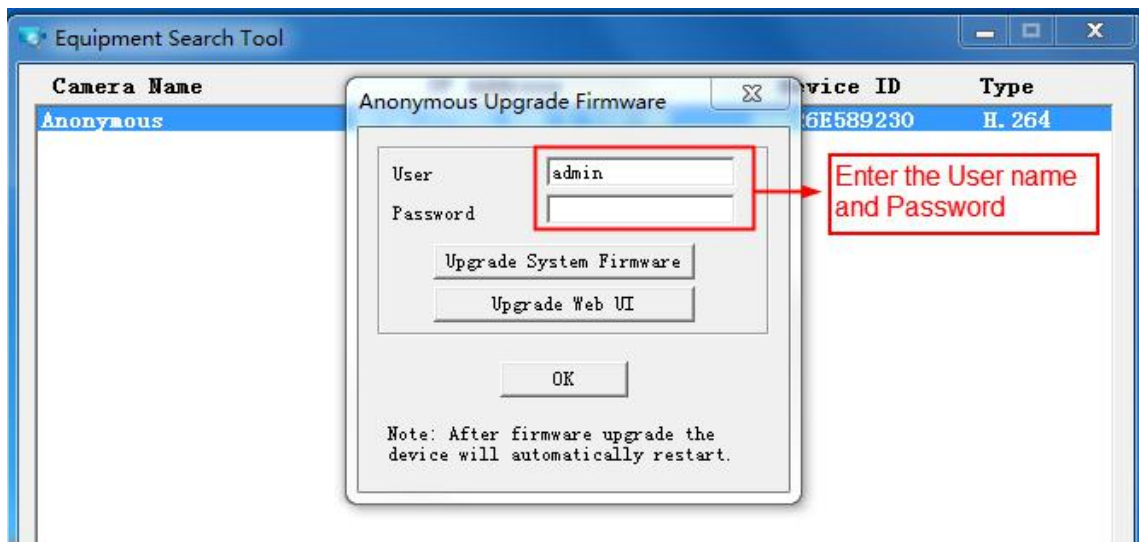 Equipment Search Tool
Camera Name
Device ID
Type
Anonymous
6E589230
H.264
Anonymous Upgrade Firmware
User
admin
Password
Upgrade System Firmware
Upgrade Web UI
OK
Note: After firmware upgrade the
device will automatically restart.
Enter the User name
and Password